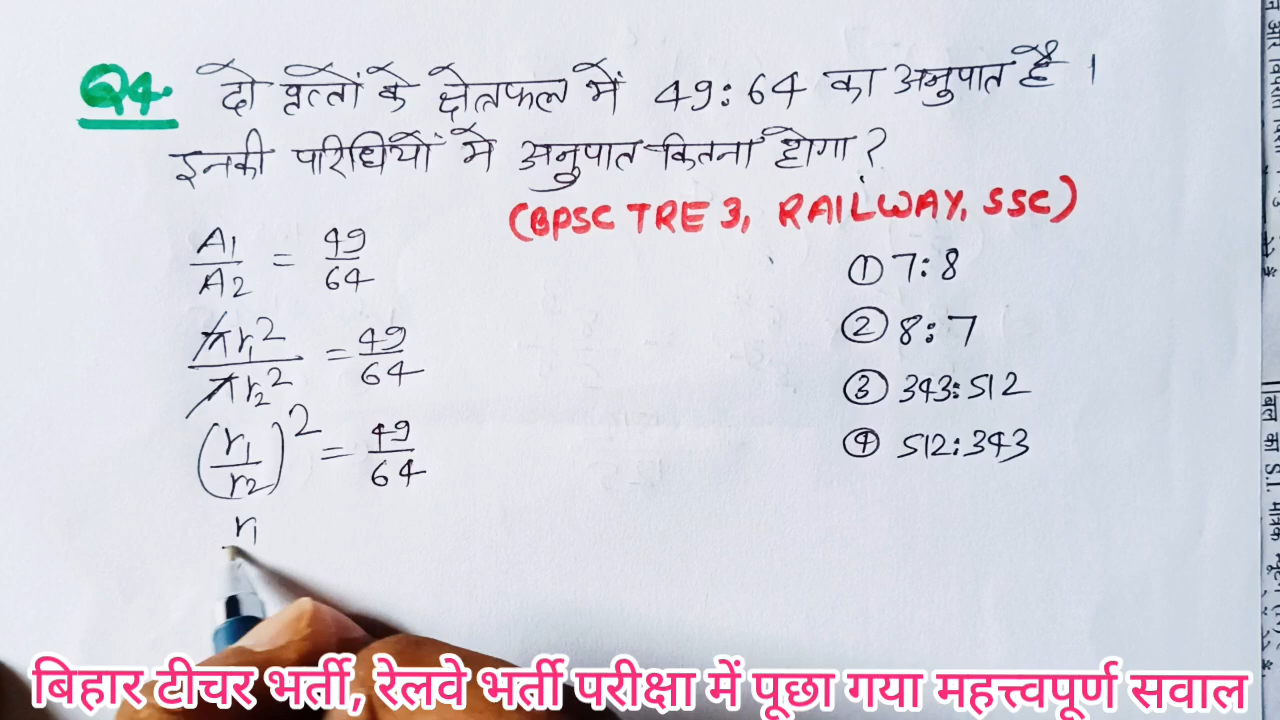 Q4. दो वृत्तों के क्षेत्रफल में 49:64 का अनुपात है ।
इनकी परिधियों मे अनुपात कितना होगा ?
(BPSC TRE 3, RAILWAY, SSC)
A1/A2 = 49/64
πr1²/πr2² = 49/64
(r1/r2)² = 49/64
r1
① 7:8
② 8:7
③ 343:512
④ 512:343
बिहार टीचर भर्ती, रेलवे भर्ती परीक्षा में पूछा गया महत्त्वपूर्ण सवाल